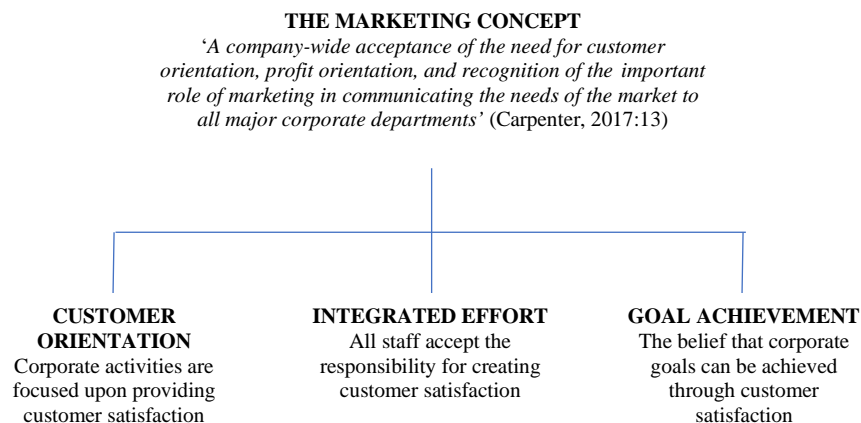 THE MARKETING CONCEPT
‘A company-wide acceptance of the need for customer
orientation, profit orientation, and recognition of the important
role of marketing in communicating the needs of the market to
all major corporate departments’ (Carpenter, 2017:13)
CUSTOMER
ORIENTATION
Corporate activities are
focused upon providing
customer satisfaction
INTEGRATED EFFORT
All staff accept the
responsibility for creating
customer satisfaction
GOAL ACHIEVEMENT
The belief that corporate
goals can be achieved
through customer
satisfaction